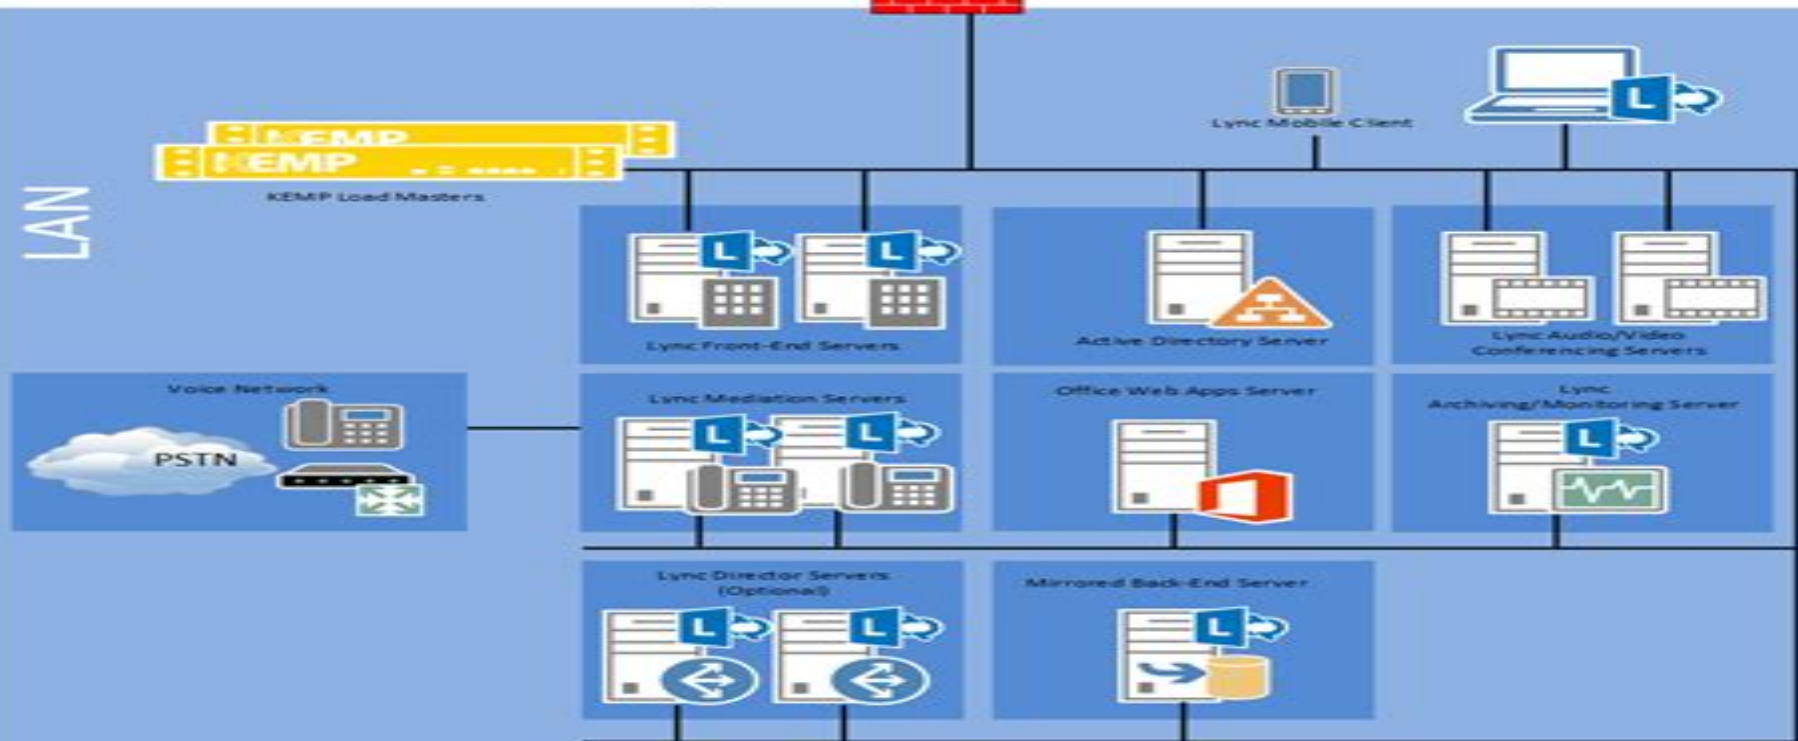 LAN
KEMP
KEMP
KEMP Load Masters
Lync Mobile Client
L
L
L
Lync Front-End Servers
Active Directory Server
Lync Audio/Video
Conferencing Servers
Voice Network
PSTN
Lync Mediation Servers
L
L
Office Web Apps Server
Lync
Archiving/Monitoring Server
L
Lync Director Servers
(Optional)
L
L
Mirrored Back-End Server
L